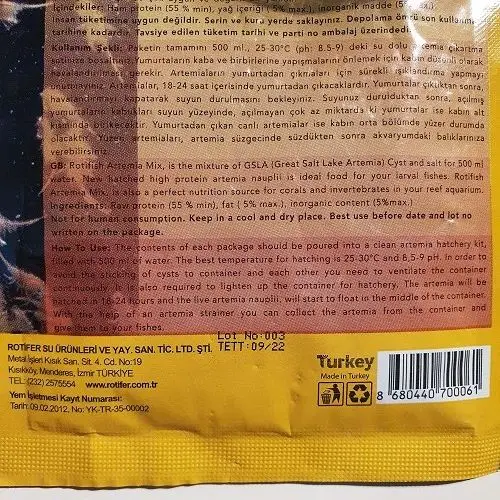 İçindekiler: Ham protein (55 % min), yağ içeriği ( 5% max.), inorganik madde (5%
insan tüketimine uygun değildir. Serin ve kuru yerde saklayınız. Depolama ömrü son kullanma
tarihine kadardır. Tavsiye edilen tüketim tarihi ve parti no ambalaj üzerindedir.
Kullanım Şekli: Paketin tamamını 500 ml., 25-30°C (ph: 8.5-9) deki su dolu artemia çıkartma
kabına boşaltınız. yumurtaların kaba ve birbirlerine yapışmalarını önlemek için kabın düzenli olarak
havalandırılması gerekir. Artemiaların yumurtadan çıkmaları için sürekli ışıklandırma yapmayı
unutmayınız. Artemialar, 18-24 saat içerisinde yumurtadan çıkacaklardır. Yumurtalar çıktıktan sonra,
havalandırmayı kapatarak suyun durulmasını bekleyiniz. Suyunuz durulduktan sonra, açılmış
yumurtaların kabukları suyun yüzeyinde, açılmayan çok az miktarda ki yumurtalar ise kabın alt
kısmında birikecektir. Yumurtadan çıkan canlı artemialar ise kabın orta bölümde yüzer durumda
olacaktır. Yüzen artemiaları, artemia süzgecinde süzdükten sonra akvaryumdaki balıklarınıza
verebilirsiniz.
GB: Rotifish Artemia Mix, is the mixture of GSLA (Great Salt Lake Artemia) Cyst and salt for 500 ml
water. New hatched high protein artemia nauplii is ideal food for your larval fishes. Rotifish
Artemia Mix, is also a perfect nutrition source for corals and invertebrates in your reef aquarium.
Ingredients: Raw protein (55 % min), fat ( 5% max.), inorganic content (5%max.)
Not for human consumption. Keep in a cool and dry place. Best use before date and lot no
written on the package.
How To Use: The contents of each package should be poured into a clean artemia hatchery kit,
filled with 500 ml of water. The best temperature for hatching is 25-30°C and 8,5-9 pH. In order to
avoid the sticking of cysts to container and each other you need to ventilate the container
continuously. It is also required to lighten up the container for hatching. The artemia will be
hatched in 18-24 hours and the live artemia nauplii, will start to float in the middle of the container.
With the help of an artemia strainer you can collect the artemia from the container and
give them to your fishes.
Lot No:003
TETT:09/22
ROTİFER SU ÜRÜNLERİ VE YAY. SAN. TİC. LTD. ŞTİ.
Metal İşleri Kısık San. Sit. 4. Cd. No:19
Kısıkköy, Menderes, İzmir TÜRKİYE
TEL: (232) 2575554 www.rotifer.com.tr
Yem İşletmesi Kayıt Numarası:
Tarih:09.02.2012, No: YK-TR-35-00002
Turkey
Made in Turkey
8 680440 700061